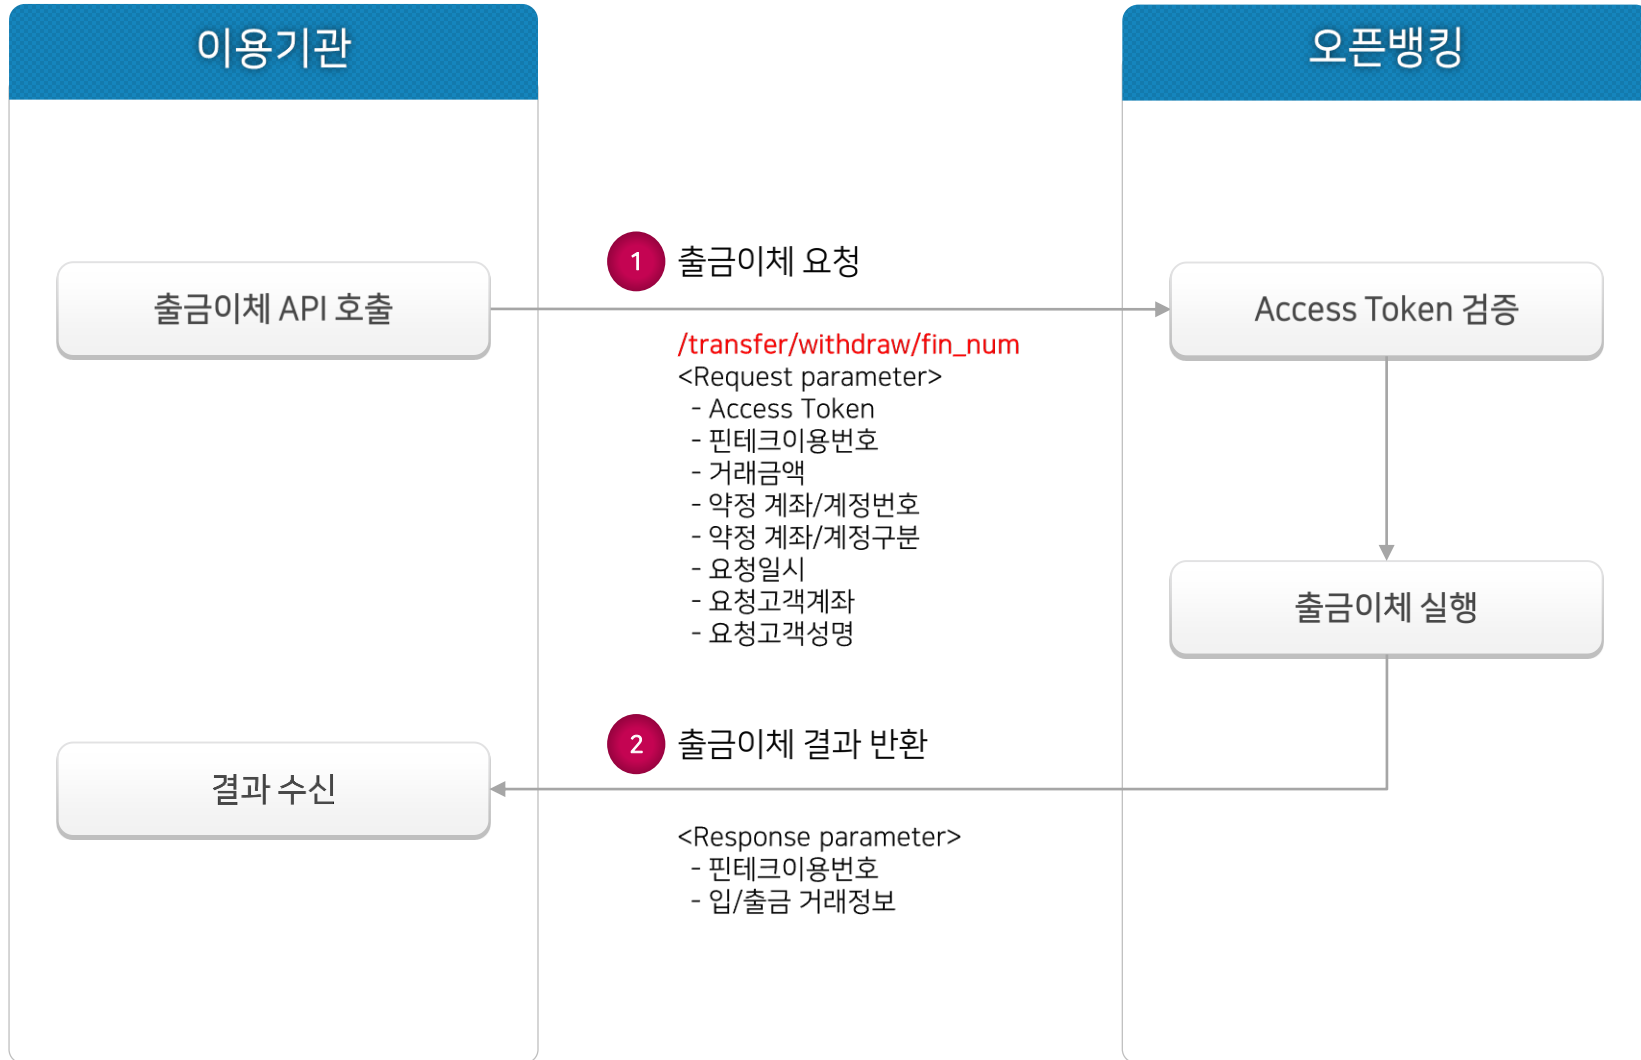 이용기관
오픈뱅킹
1 출금이체 요청
출금이체 API 호출
Access Token 검증
/transfer/withdraw/fin_num
<Request parameter>
- Access Token
- 핀테크이용번호
- 거래금액
- 약정 계좌/계정번호
- 약정 계좌/계정구분
- 요청일시
- 요청고객계좌
- 요청고객성명
출금이체 실행
2 출금이체 결과 반환
결과 수신
<Response parameter>
- 핀테크이용번호
- 입/출금 거래정보